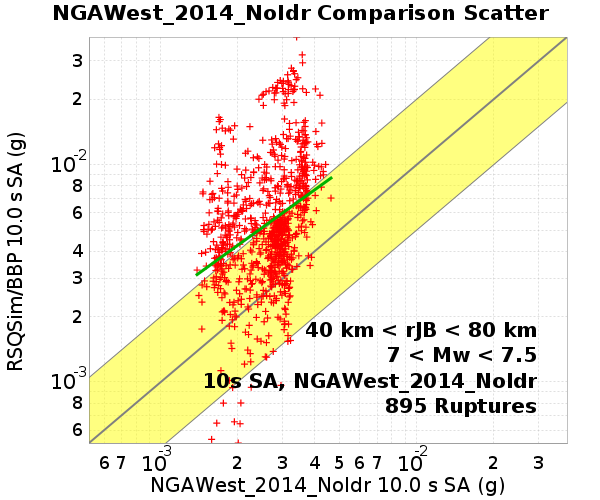 NGAWest_2014_NoIdr Comparison Scatter
RSQSim/BBP 10.0 s SA (g)
3
2
10-2
8
6
4
3
2
10-3
8
6
40 km < rJB < 80 km
7 < Mw < 7.5
10s SA, NGAWest_2014_NoIdr
895 Ruptures
6 7 10-3 2 3 4 5 6 7 8 10-2 2 3
NGAWest_2014_NoIdr 10.0 s SA (g)